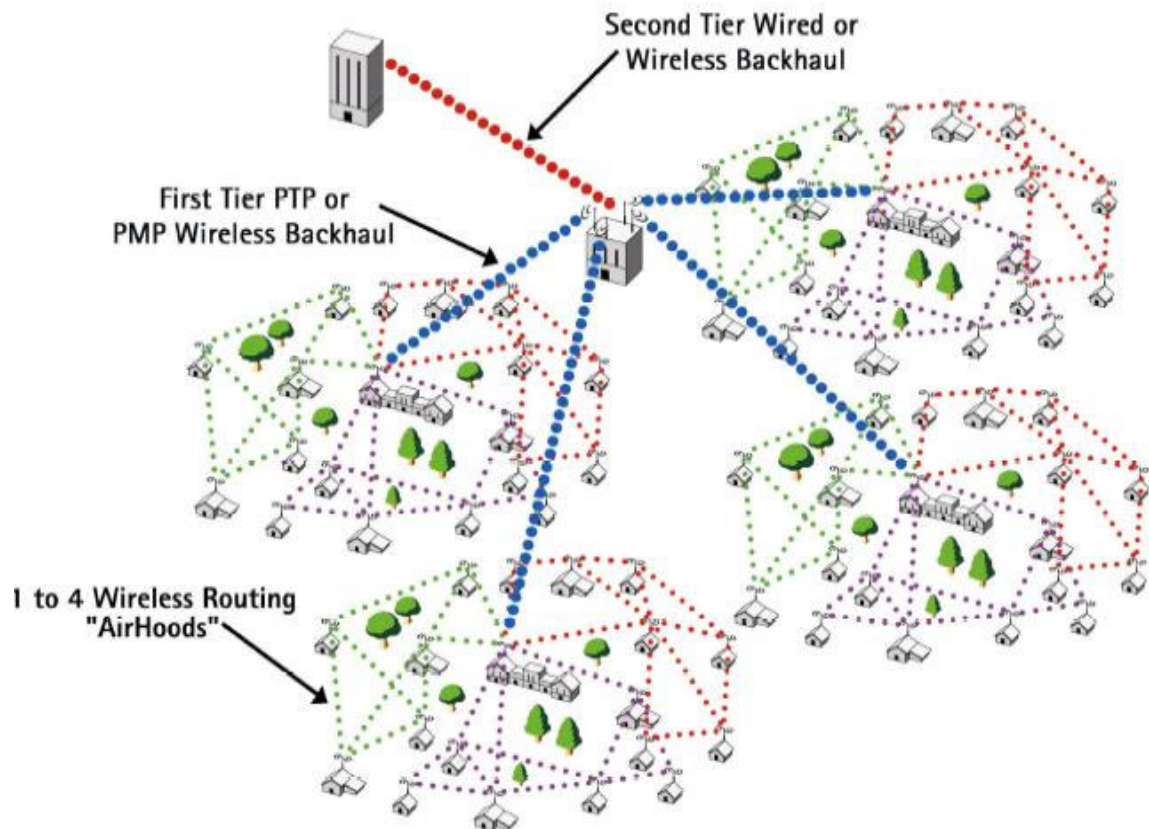 Second Tier Wired or
Wireless Backhaul
First Tier PTP or
PMP Wireless Backhaul
1 to 4 Wireless Routing
"AirHoods"